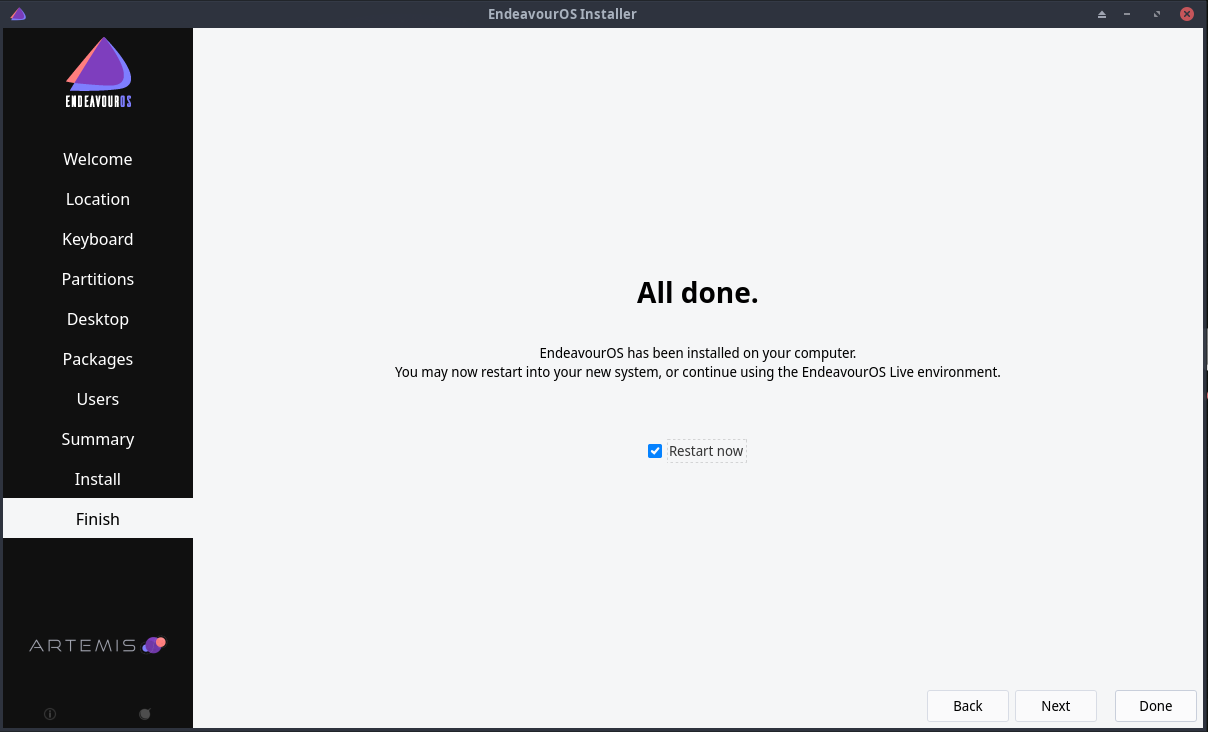 EndeavourOS Installer
ENDEAVOUROS
Welcome
Location
Keyboard
Partitions
Desktop
Packages
Users
Summary
Install
Finish
ARTEMIS
All done.
EndeavourOS has been installed on your computer.
You may now restart into your new system, or continue using the EndeavourOS Live environment.
Restart now
Back
Next
Done